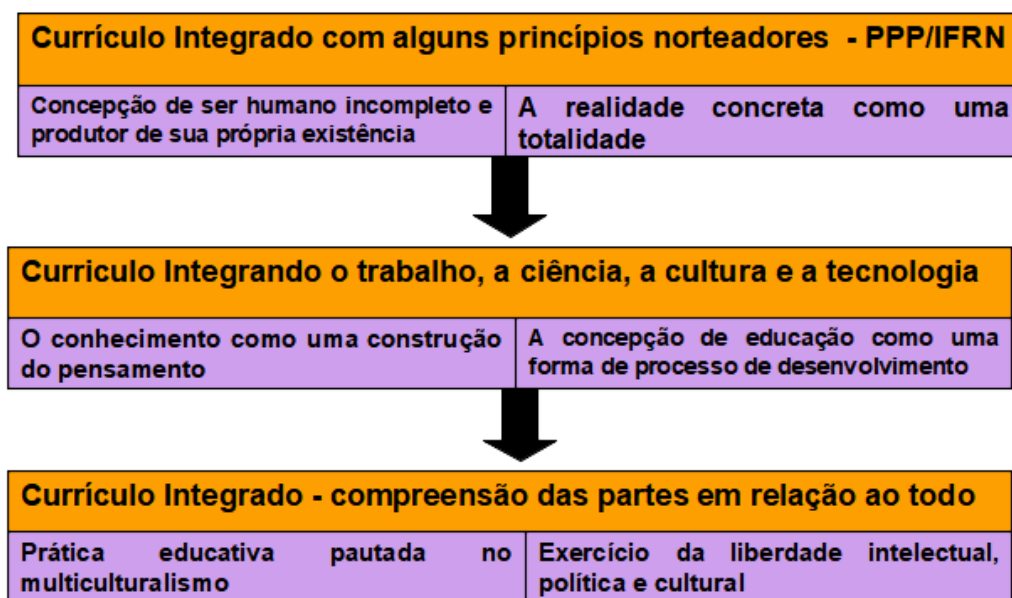 Currículo Integrado com alguns princípios norteadores - PPP/IFRN
Concepção de ser humano incompleto e
produtor de sua própria existência
A realidade concreta como uma
totalidade
Curriculo Integrando o trabalho, a ciência, a cultura e a tecnologia
O conhecimento como uma construção
do pensamento
A concepção de educação como uma
forma de processo de desenvolvimento
Currículo Integrado - compreensão das partes em relação ao todo
Prática educativa pautada no
multiculturalismo
Exercício da liberdade intelectual,
política e cultural